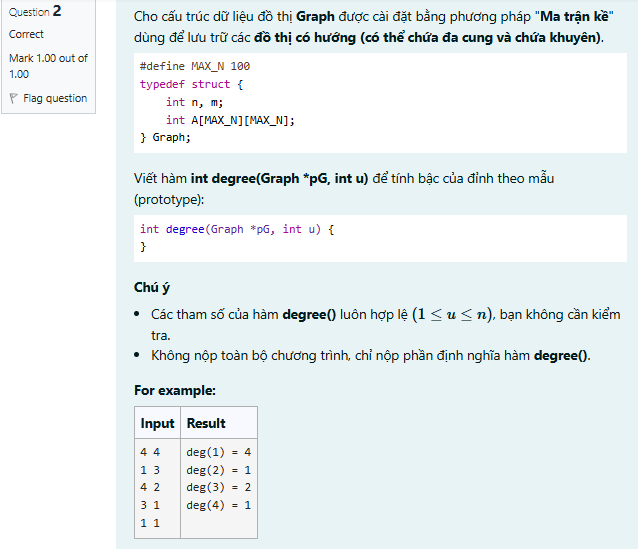 Question 2
Correct
Mark 1.00 out of
1.00
Flag question
Cho cấu trúc dữ liệu đồ thị Graph được cài đặt bằng phương pháp "Ma trận kề"
dùng để lưu trữ các đồ thị có hướng (có thể chứa đa cung và chứa khuyên).
#define MAX_N 100
typedef struct {
    int n, m;
    int A[MAX_N][MAX_N];
} Graph;
Viết hàm int degree(Graph *pG, int u) để tính bậc của đỉnh theo mẫu
(prototype):
int degree(Graph *pG, int u) {
}
Chú ý
• Các tham số của hàm degree() luôn hợp lệ (1 ≤ u ≤ n), bạn không cần kiểm
tra.
• Không nộp toàn bộ chương trình, chỉ nộp phần định nghĩa hàm degree().
For example:
Input Result
4 4 deg(1) = 4
1 3 deg(2) = 1
4 2 deg(3) = 2
3 1 deg(4) = 1
1 1